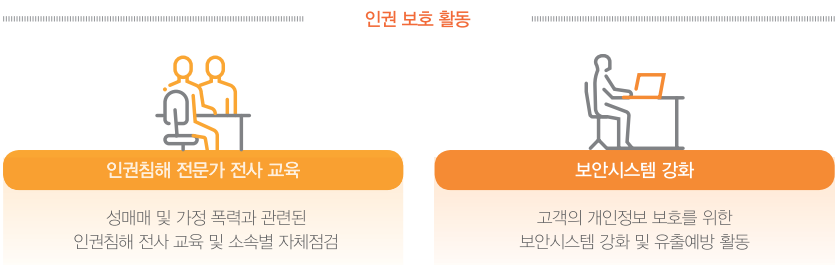 인권 보호 활동
인권침해 전문가 전사 교육
보안시스템 강화
성매매 및 가정 폭력과 관련된
인권침해 전사 교육 및 소속별 자체점검
고객의 개인정보 보호를 위한
보안시스템 강화 및 유출예방 활동